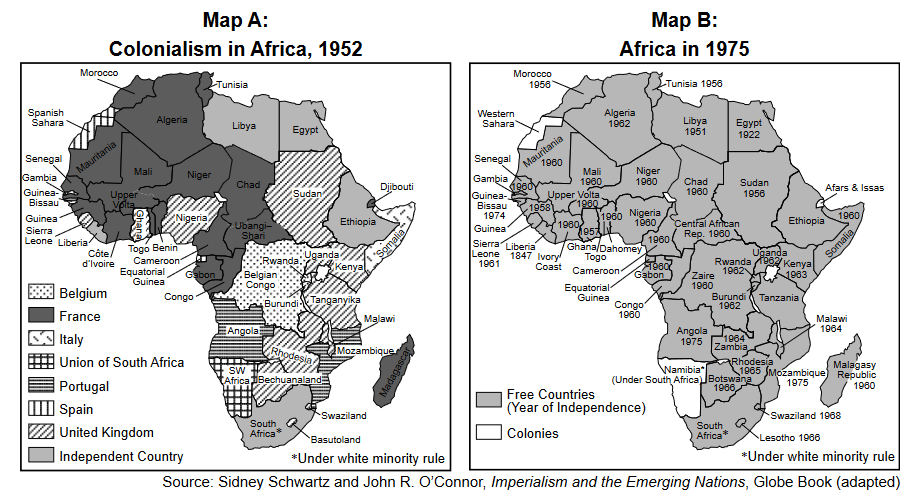 Map A:
Colonialism in Africa, 1952
Morocco
Tunisia
Spanish
Sahara
Algeria
Libya
Egypt
Mauritania
Mali
Niger
Chad
Sudan
Senegal
Gambia
Guinea-
Bissau
Guinea
Sierra
Leone
Liberia
Côte
d'Ivoire
Upper
Volta
Ghana
Togo
Benin
Nigeria
Cameroon
Equatorial
Guinea
Ubangi–
Shari
Djibouti
Ethiopia
Somalia
Gabon
Congo
Rwanda
Belgian
Congo
Burundi
Uganda
Kenya
Tanganyika
Malawi
Angola
Mozambique
Rhodesia
Madagascar
SW
Africa
Bechuanaland
Swaziland
South
Africa*
Basutoland
Belgium
France
Italy
Union of South Africa
Portugal
Spain
United Kingdom
Independent Country
*Under white minority rule
Map B:
Africa in 1975
Morocco
1956
Tunisia 1956
Western
Sahara
Algeria
1962
Libya
1951
Egypt
1922
Mauritania
1960
Mali
1960
Niger
1960
Chad
1960
Sudan
1956
Senegal
1960
Gambia
Guinea-
Bissau
1974
Guinea
1958
Sierra
Leone
1961
Liberia
1847
Ivory
Coast
Upper Volta
1960
Ghana
1957
Togo
Dahomey
1960
Nigeria
1960
Cameroon
1960
Equatorial
Guinea
Central African
Rep. 1960
Afars & Issas
Ethiopia
1960
Somalia
1960
Gabon
Congo
1960
Zaire
1960
Rwanda
1962
Burundi
1962
Uganda
1962
Kenya
1963
Tanzania
Malawi
1964
Angola
1975
1964
Zambia
Rhodesia
1965
Mozambique
1975
Malagasy
Republic
1960
Namibia*
(Under South Africa)
Botswana
1966
Swaziland 1968
South
Africa*
Lesotho 1966
Free Countries
(Year of Independence)
Colonies
*Under white minority rule
Source: Sidney Schwartz and John R. O'Connor, Imperialism and the Emerging Nations, Globe Book (adapted)